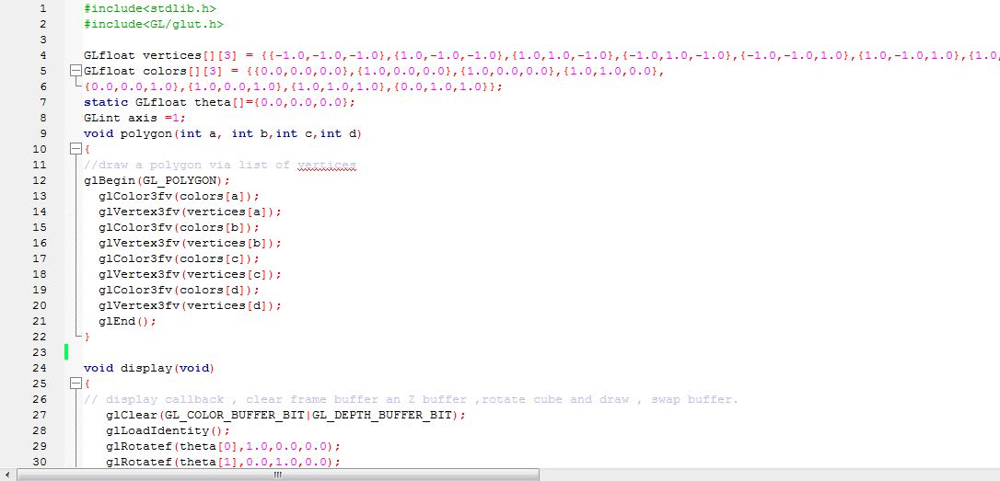 1 #include<stdlib.h>
2 #include<GL/glut.h>
3
4 GLfloat vertices[][3] = {{-1.0,-1.0,-1.0},{1.0,-1.0,-1.0},{1.0,1.0,-1.0},{-1.0,1.0,-1.0},{-1.0,-1.0,1.0},{1.0,-1.0,1.0},{1.0,
5 GLfloat colors[][3] = {{0.0,0.0,0.0},{1.0,0.0,0.0},{1.0,0.0,0.0},{1.0,1.0,0.0},
6 {0.0,0.0,1.0},{1.0,0.0,1.0},{1.0,1.0,1.0},{0.0,1.0,1.0}};
7 static GLfloat theta[]={0.0,0.0,0.0};
8 GLint axis =1;
9 void polygon(int a, int b,int c,int d)
10 {
11 //draw a polygon via list of vertices
12 glBegin(GL_POLYGON);
13 glColor3fv(colors[a]);
14 glVertex3fv(vertices[a]);
15 glColor3fv(colors[b]);
16 glVertex3fv(vertices[b]);
17 glColor3fv(colors[c]);
18 glVertex3fv(vertices[c]);
19 glColor3fv(colors[d]);
20 glVertex3fv(vertices[d]);
21 glEnd();
22 }
23
24 void display(void)
25 {
26 // display callback , clear frame buffer an Z buffer ,rotate cube and draw , swap buffer.
27 glClear(GL_COLOR_BUFFER_BIT|GL_DEPTH_BUFFER_BIT);
28 glLoadIdentity();
29 glRotatef(theta[0],1.0,0.0,0.0);
30 glRotatef(theta[1],0.0,1.0,0.0);